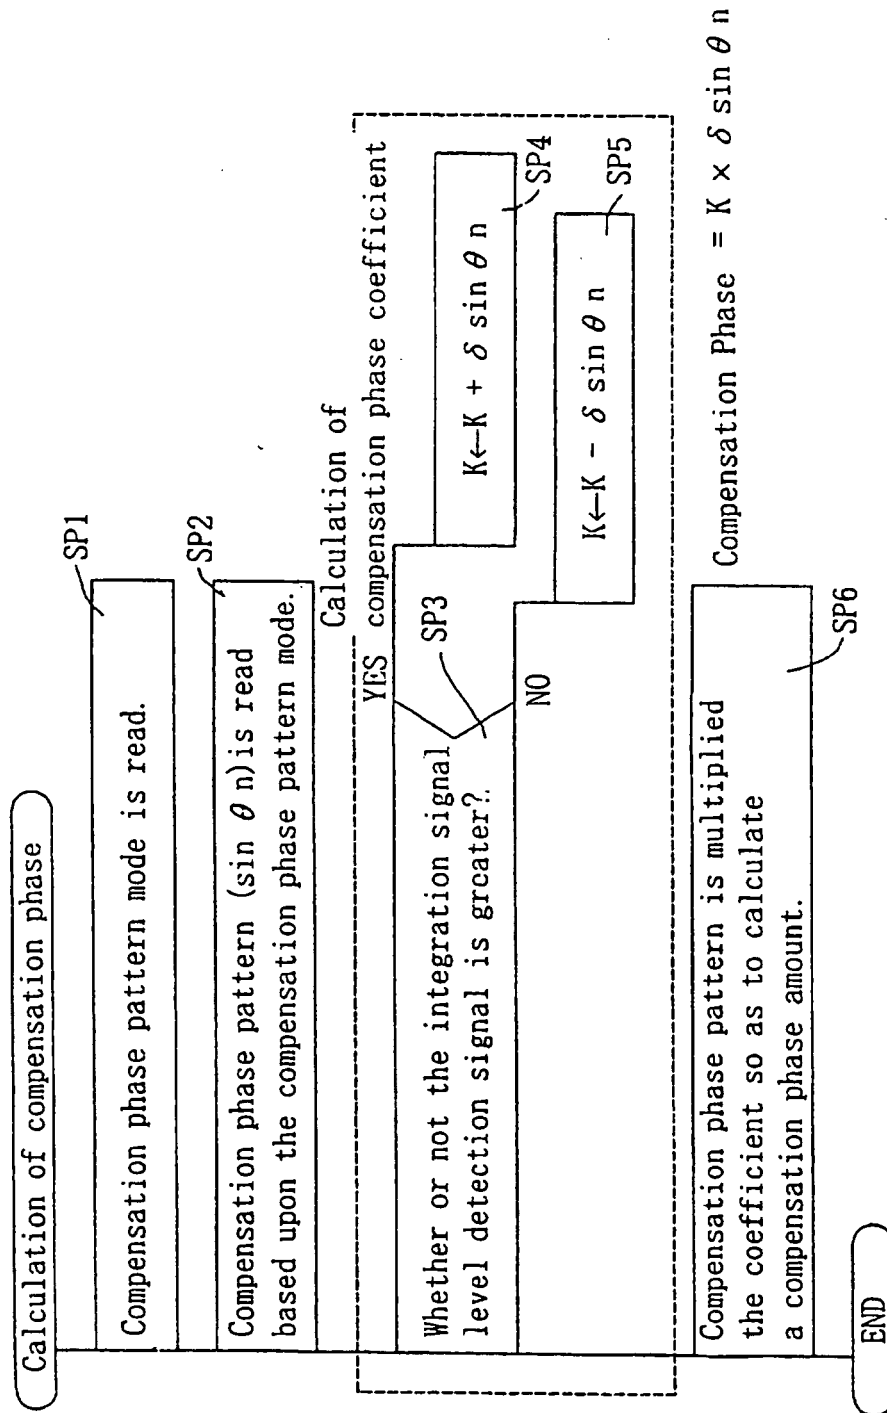 Calculation of compensation phase
SP1
Compensation phase pattern mode is read.
SP2
Compensation phase pattern (sin θ n) is read
based upon the compensation phase pattern mode.
Calculation of
compensation phase coefficient
YES
SP3
Whether or not the integration signal
level detection signal is greater?
NO
K←K + δ sin θ n
SP4
K←K - δ sin θ n
SP5
Compensation phase pattern is multiplied
the coefficient so as to calculate
a compensation phase amount.
SP6
Compensation Phase = K × δ sin θ n
END